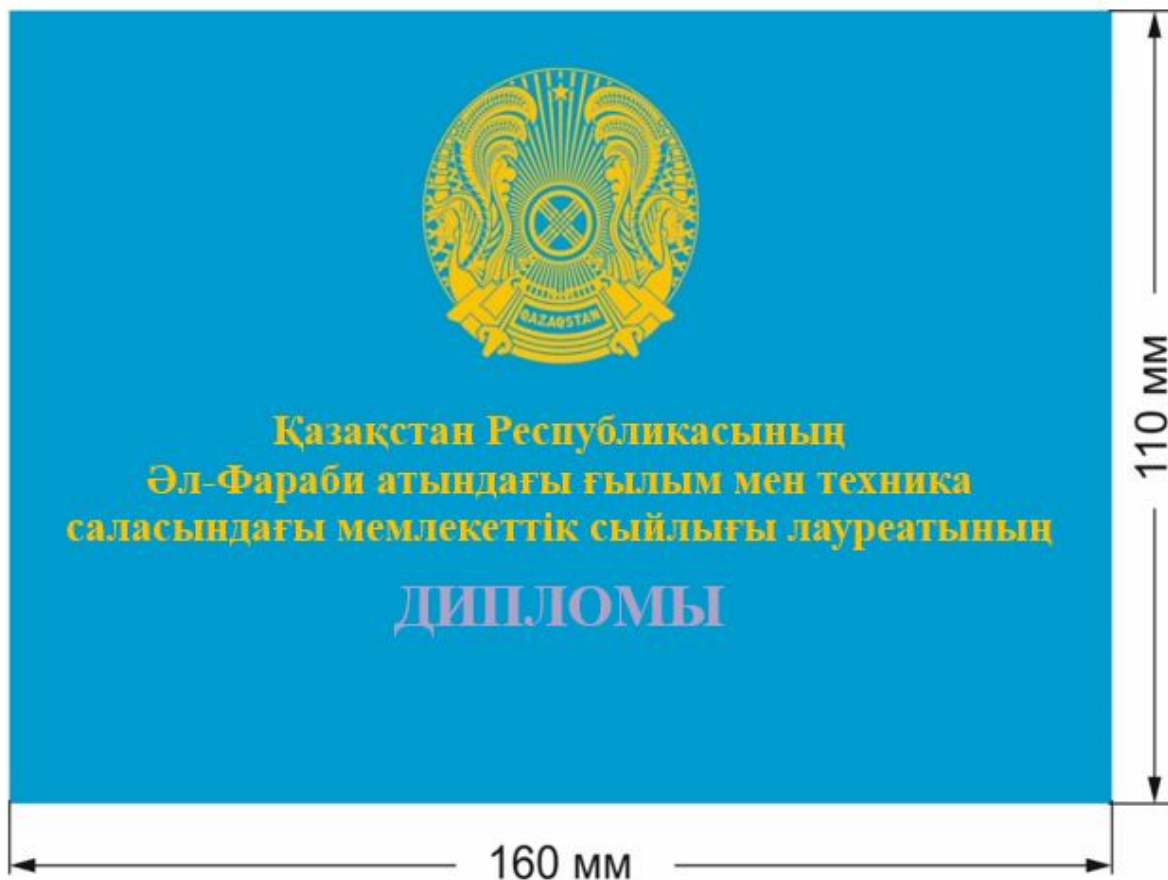 QAZAQSTAN
Қазақстан Республикасының
Әл-Фараби атындағы ғылым мен техника
саласындағы мемлекеттік сыйлығы лауреатының
ДИПЛОМЫ
110 мм
160 мм